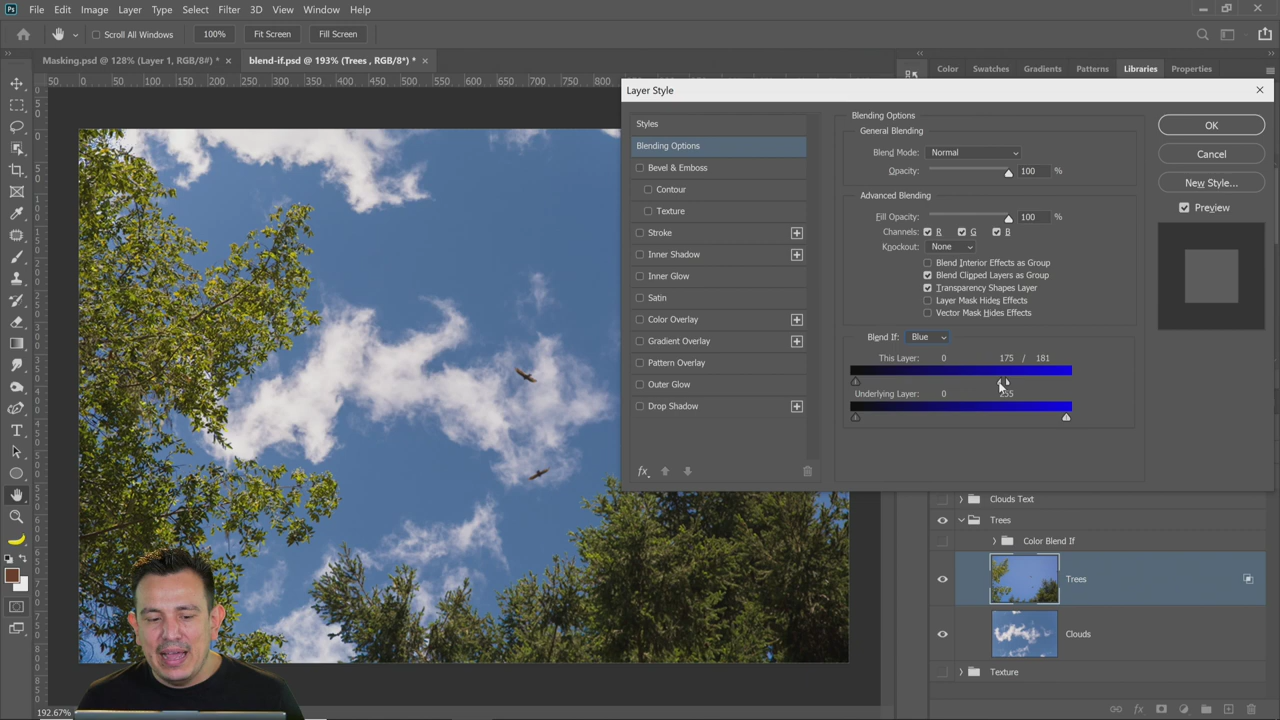 Ps File Edit Image Layer Type Select Filter 3D View Window Help
Scroll All Windows 100% Fit Screen Fill Screen
Masking.psd @ 128% (Layer 1, RGB/8#) * × blend-if.psd @ 193% (Trees , RGB/8*) * ×
Color Swatches Gradients Patterns Libraries Properties
50 0 50 100 150 200 250 300 350 400 450 500 550 600 650 700 750 800
Layer Style
Styles
Blending Options
Bevel & Emboss
Contour
Texture
Stroke
Inner Shadow
Inner Glow
Satin
Color Overlay
Gradient Overlay
Pattern Overlay
Outer Glow
Drop Shadow
fx
Blending Options
General Blending
Blend Mode: Normal
Opacity: 100 %
Advanced Blending
Fill Opacity: 100 %
Channels: R G B
Knockout: None
Blend Interior Effects as Group
Blend Clipped Layers as Group
Transparency Shapes Layer
Layer Mask Hides Effects
Vector Mask Hides Effects
Blend If: Blue
This Layer: 0 175 / 181
Underlying Layer: 0 255
OK
Cancel
New Style...
Preview
Clouds Text
Trees
Color Blend If
Trees
Clouds
Texture
fx
192.67%